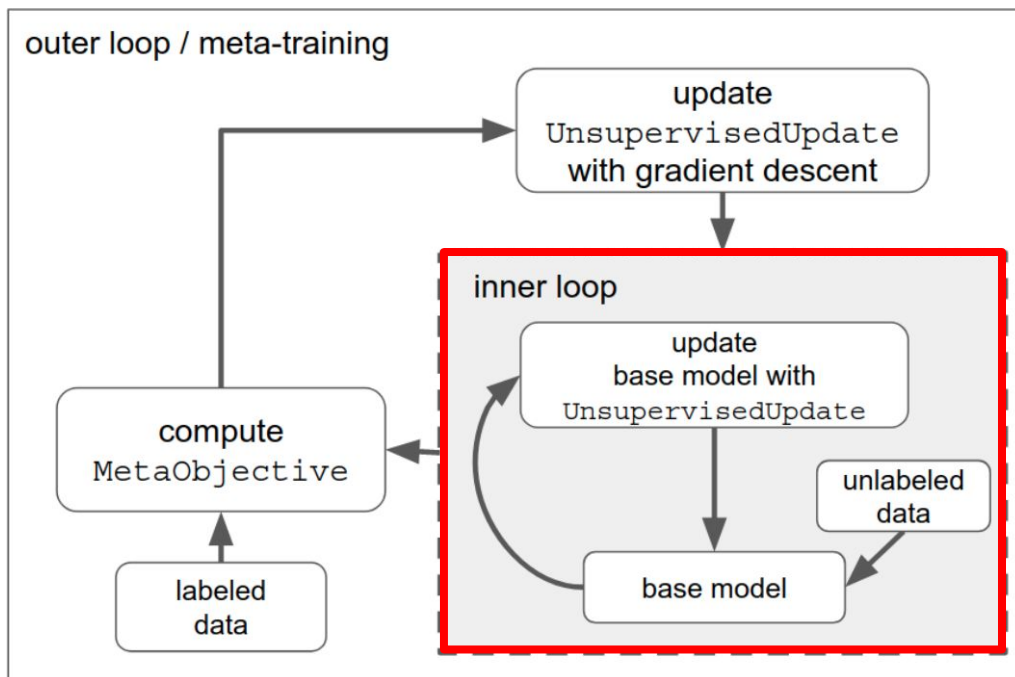 outer loop / meta-training
update
UnsupervisedUpdate
with gradient descent
inner loop
update
base model with
UnsupervisedUpdate
compute
MetaObjective
unlabeled
data
labeled
data
base model